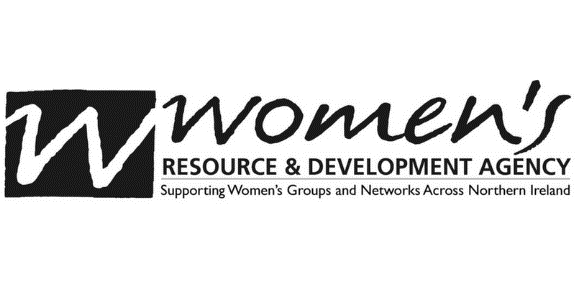 W women's
RESOURCE & DEVELOPMENT AGENCY
Supporting Women's Groups and Networks Across Northern Ireland